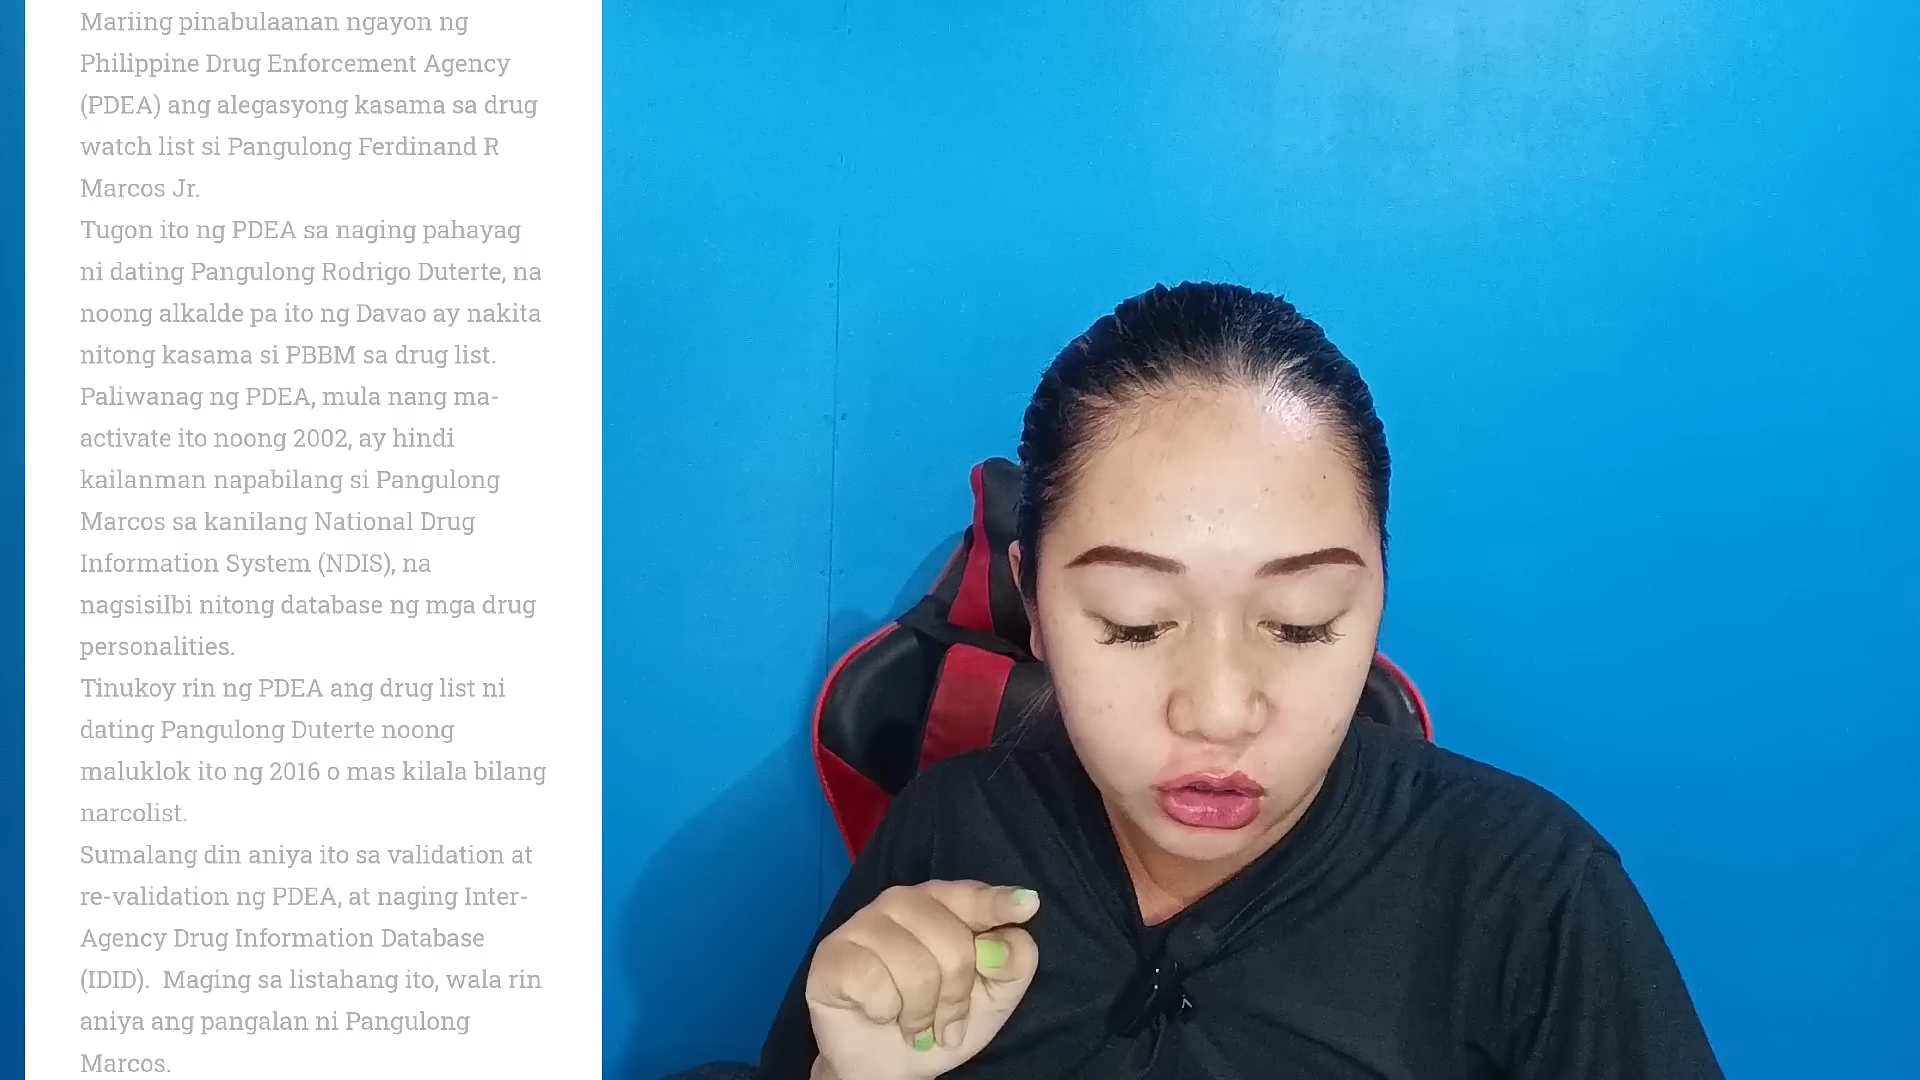 Mariing pinabulaanan ngayon ng
Philippine Drug Enforcement Agency
(PDEA) ang alegasyong kasama sa drug
watch list si Pangulong Ferdinand R
Marcos Jr.
Tugon ito ng PDEA sa naging pahayag
ni dating Pangulong Rodrigo Duterte, na
noong alkalde pa ito ng Davao ay nakita
nitong kasama si PBBM sa drug list.
Paliwanag ng PDEA, mula nang ma-
activate ito noong 2002, ay hindi
kailanman napabilang si Pangulong
Marcos sa kanilang National Drug
Information System (NDIS), na
nagsisilbi nitong database ng mga drug
personalities.
Tinukoy rin ng PDEA ang drug list ni
dating Pangulong Duterte noong
maluklok ito ng 2016 o mas kilala bilang
narcolist.
Sumalang din aniya ito sa validation at
re-validation ng PDEA, at naging Inter-
Agency Drug Information Database
(IDID).  Maging sa listahang ito, wala rin
aniya ang pangalan ni Pangulong
Marcos.